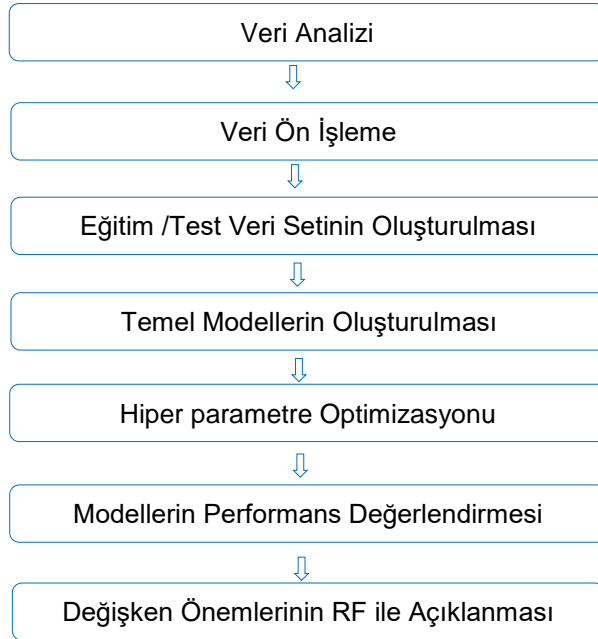 Veri Analizi
Veri Ön İşleme
Eğitim /Test Veri Setinin Oluşturulması
Temel Modellerin Oluşturulması
Hiper parametre Optimizasyonu
Modellerin Performans Değerlendirmesi
Değişken Önemlerinin RF ile Açıklanması